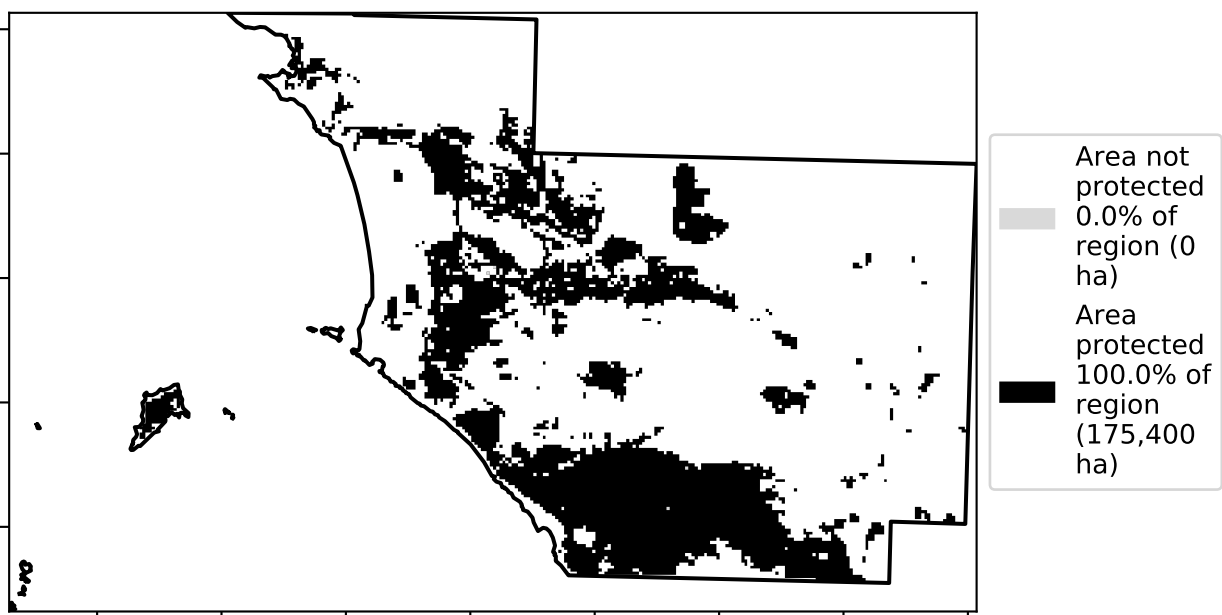 Area not
protected
0.0% of
region (0
ha)
Area
protected
100.0% of
region
(175,400
ha)